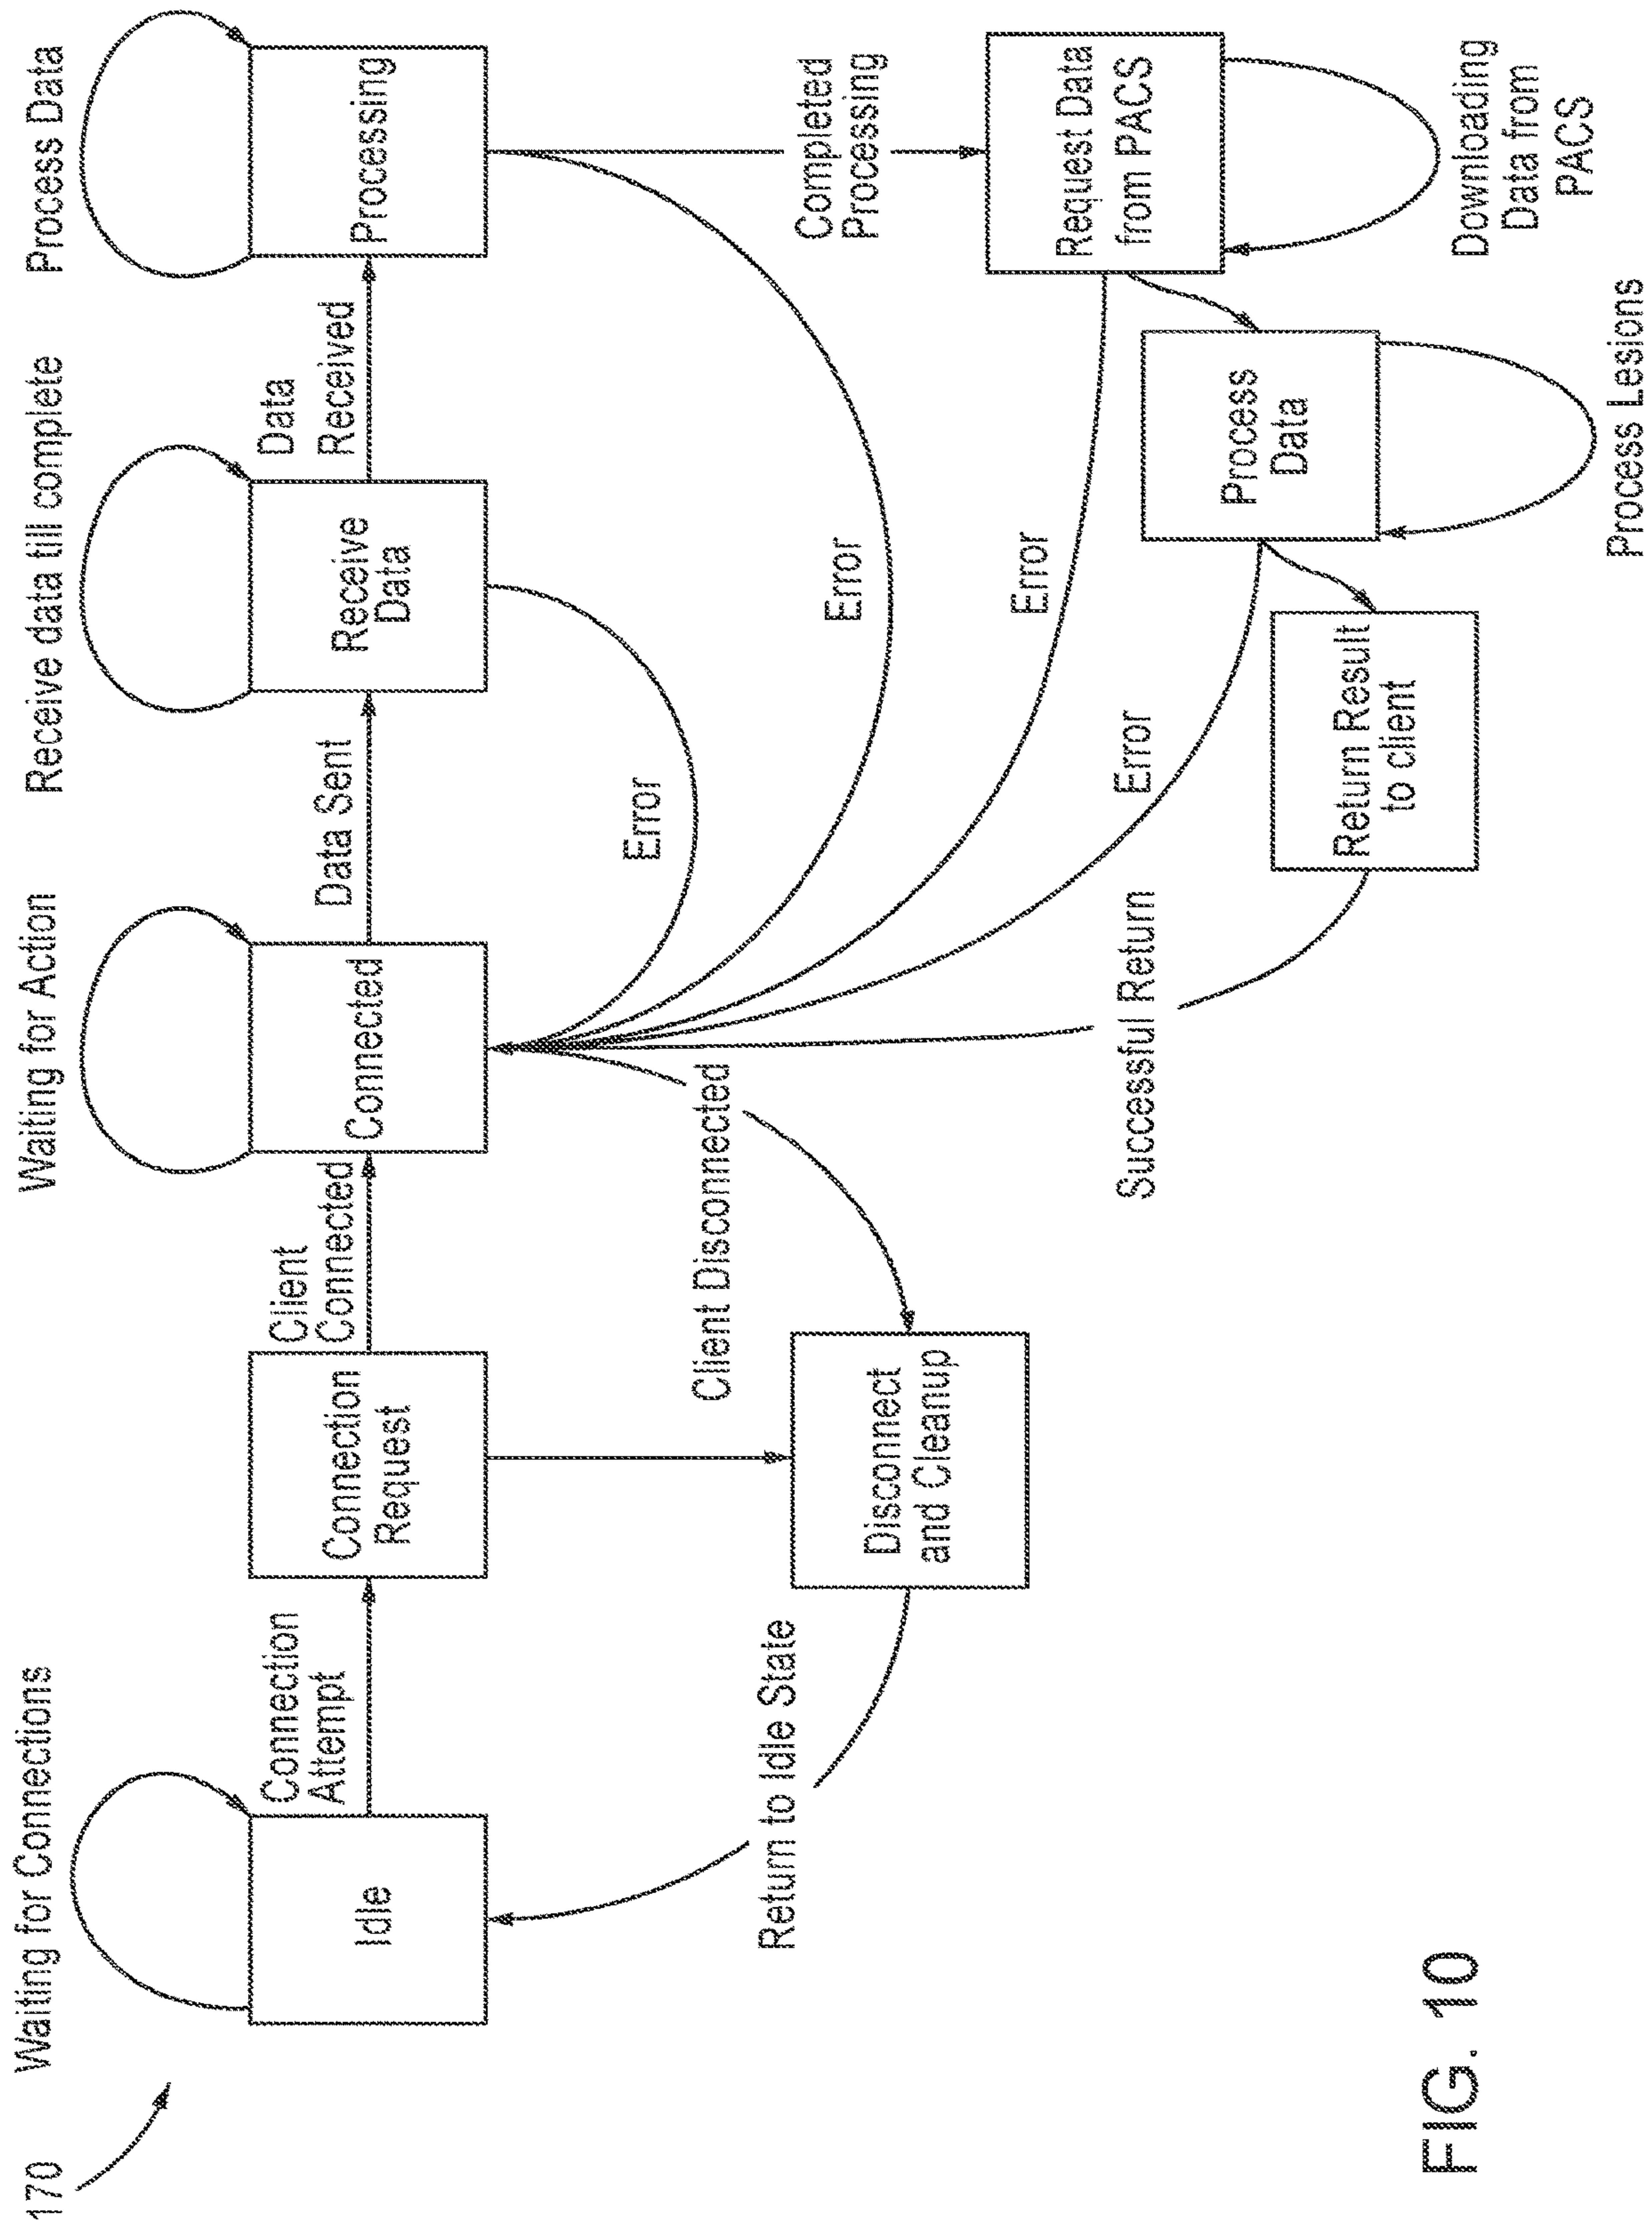 170
Waiting for Connections
Waiting for Action
Receive data till complete
Process Data
Idle
Connection
Attempt
Connection
Request
Client
Connected
Connected
Data Sent
Receive
Data
Data
Received
Processing
Return to Idle State
Client Disconnected
Error
Error
Completed
Processing
Disconnect
and Cleanup
Error
Request Data
from PACS
Successful Return
Error
Process
Data
Return Result
to client
Downloading
Data from
PACS
Process Lesions
FIG. 10